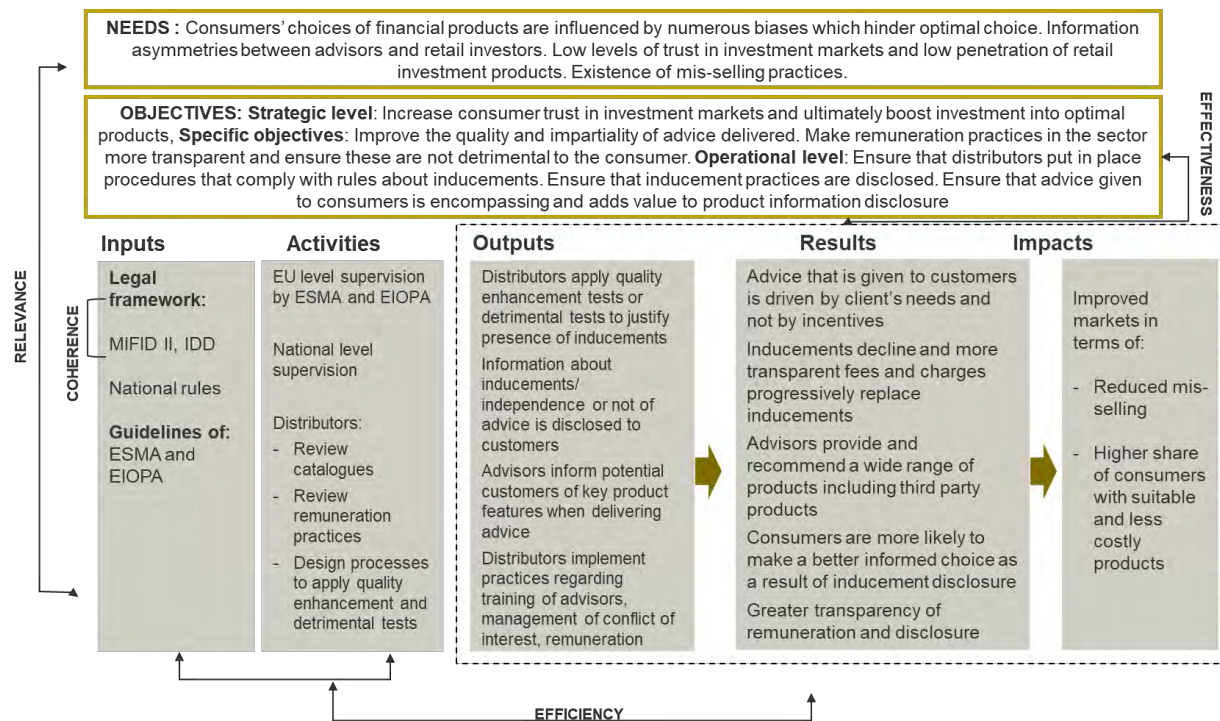 NEEDS : Consumers' choices of financial products are influenced by numerous biases which hinder optimal choice. Information
asymmetries between advisors and retail investors. Low levels of trust in investment markets and low penetration of retail
investment products. Existence of mis-selling practices.
OBJECTIVES: Strategic level: Increase consumer trust in investment markets and ultimately boost investment into optimal
products, Specific objectives: Improve the quality and impartiality of advice delivered. Make remuneration practices in the sector
more transparent and ensure these are not detrimental to the consumer. Operational level: Ensure that distributors put in place
procedures that comply with rules about inducements. Ensure that inducement practices are disclosed. Ensure that advice given
to consumers is encompassing and adds value to product information disclosure
EFFECTIVENESS
RELEVANCE
COHERENCE
Inputs
Legal
framework:
MIFID II, IDD
National rules
Guidelines of:
ESMA and
EIOPA
Activities
EU level supervision
by ESMA and EIOPA
National level
supervision
Distributors:
- Review
catalogues
- Review
remuneration
practices
- Design processes
to apply quality
enhancement and
detrimental tests
Outputs
Distributors apply quality
enhancement tests or
detrimental tests to justify
presence of inducements
Information about
inducements/
independence or not of
advice is disclosed to
customers
Advisors inform potential
customers of key product
features when delivering
advice
Distributors implement
practices regarding
training of advisors,
management of conflict of
interest, remuneration
Results
Advice that is given to customers
is driven by client's needs and
not by incentives
Inducements decline and more
transparent fees and charges
progressively replace
inducements
Advisors provide and
recommend a wide range of
products including third party
products
Consumers are more likely to
make a better informed choice as
a result of inducement disclosure
Greater transparency of
remuneration and disclosure
Impacts
Improved
markets in
terms of:
- Reduced mis-
selling
- Higher share
of consumers
with suitable
and less
costly
products
EFFICIENCY